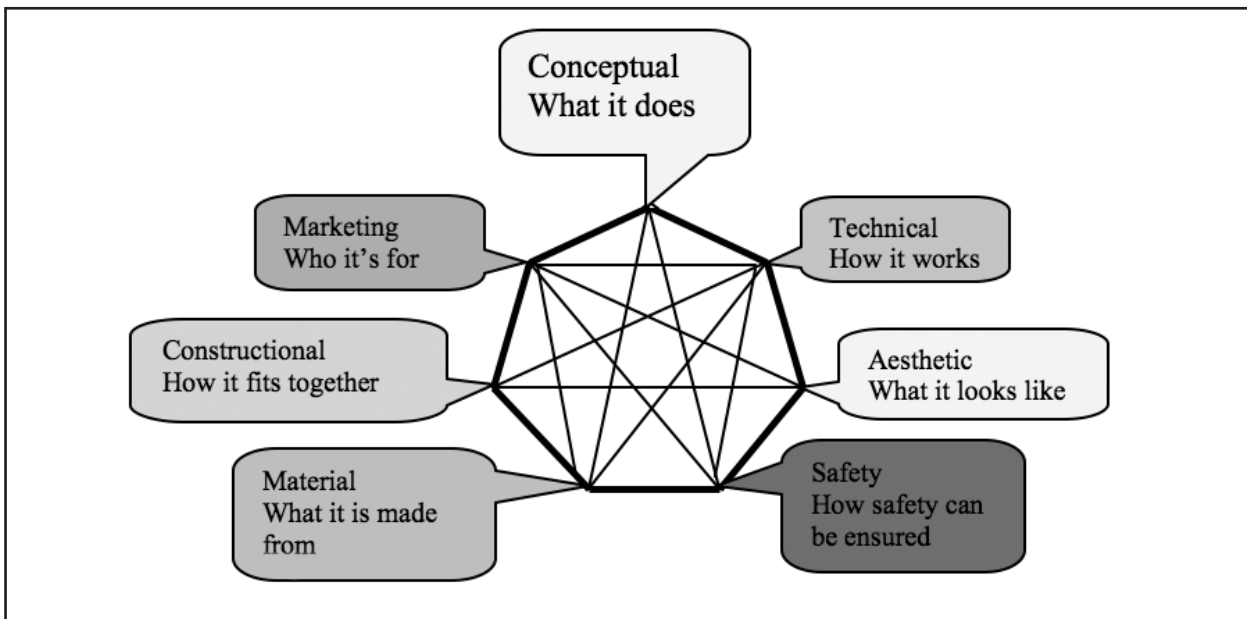 Conceptual
What it does
Marketing
Who it's for
Technical
How it works
Constructional
How it fits together
Aesthetic
What it looks like
Material
What it is made
from
Safety
How safety can
be ensured